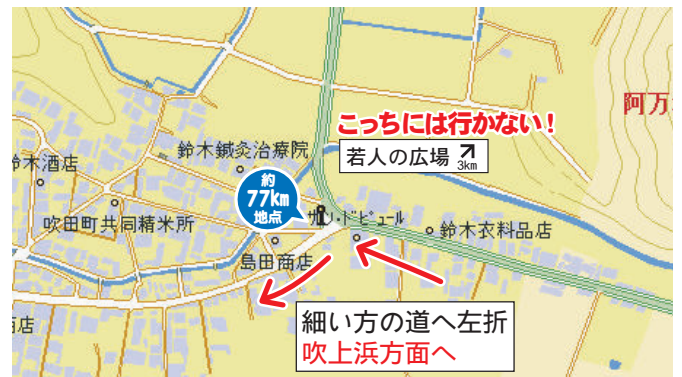 阿万
こっちには行かない！
若人の広場
3km
鈴木鍼灸治療院
木酒店
約
77km
地点
サン・ドピュール
吹田町共同精米所
鈴木衣料品店
島田商店
店
細い方の道へ左折
吹上浜方面へ